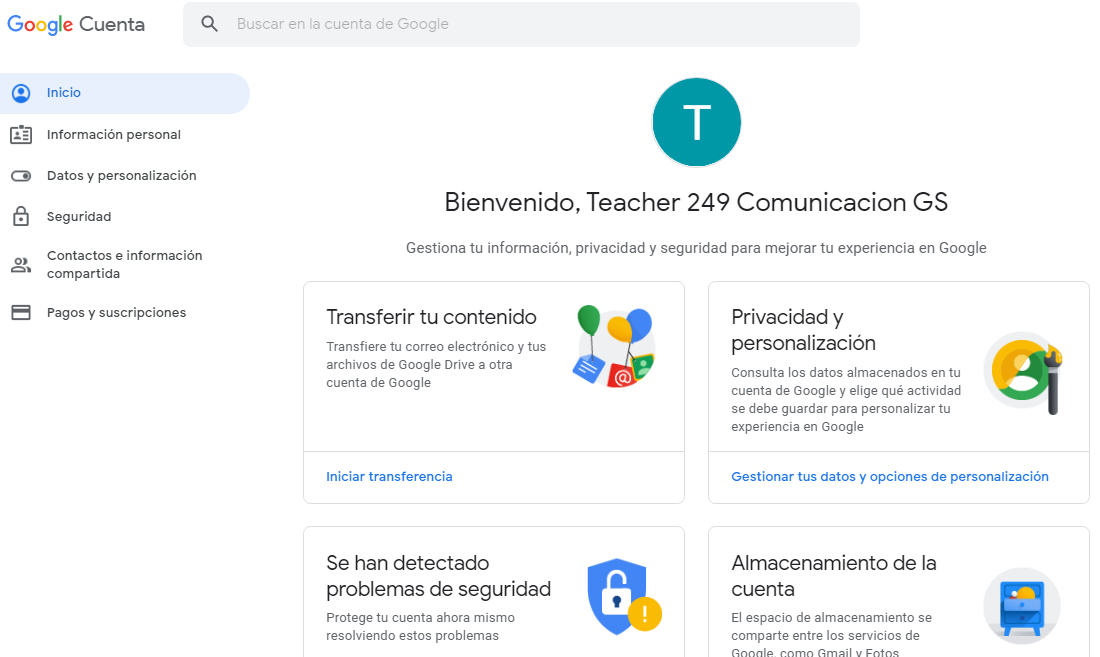 Google Cuenta
Buscar en la cuenta de Google
Inicio
Información personal
Datos y personalización
Seguridad
Contactos e información
compartida
Pagos y suscripciones
T
Bienvenido, Teacher 249 Comunicacion GS
Gestiona tu información, privacidad y seguridad para mejorar tu experiencia en Google
Transferir tu contenido
Transfiere tu correo electrónico y tus
archivos de Google Drive a otra
cuenta de Google
Iniciar transferencia
Privacidad y
personalización
Consulta los datos almacenados en tu
cuenta de Google y elige qué actividad
se debe guardar para personalizar tu
experiencia en Google
Gestionar tus datos y opciones de personalización
Se han detectado
problemas de seguridad
Protege tu cuenta ahora mismo
resolviendo estos problemas
Almacenamiento de la
cuenta
El espacio de almacenamiento se
comparte entre los servicios de
Google, como Gmail y Fotos